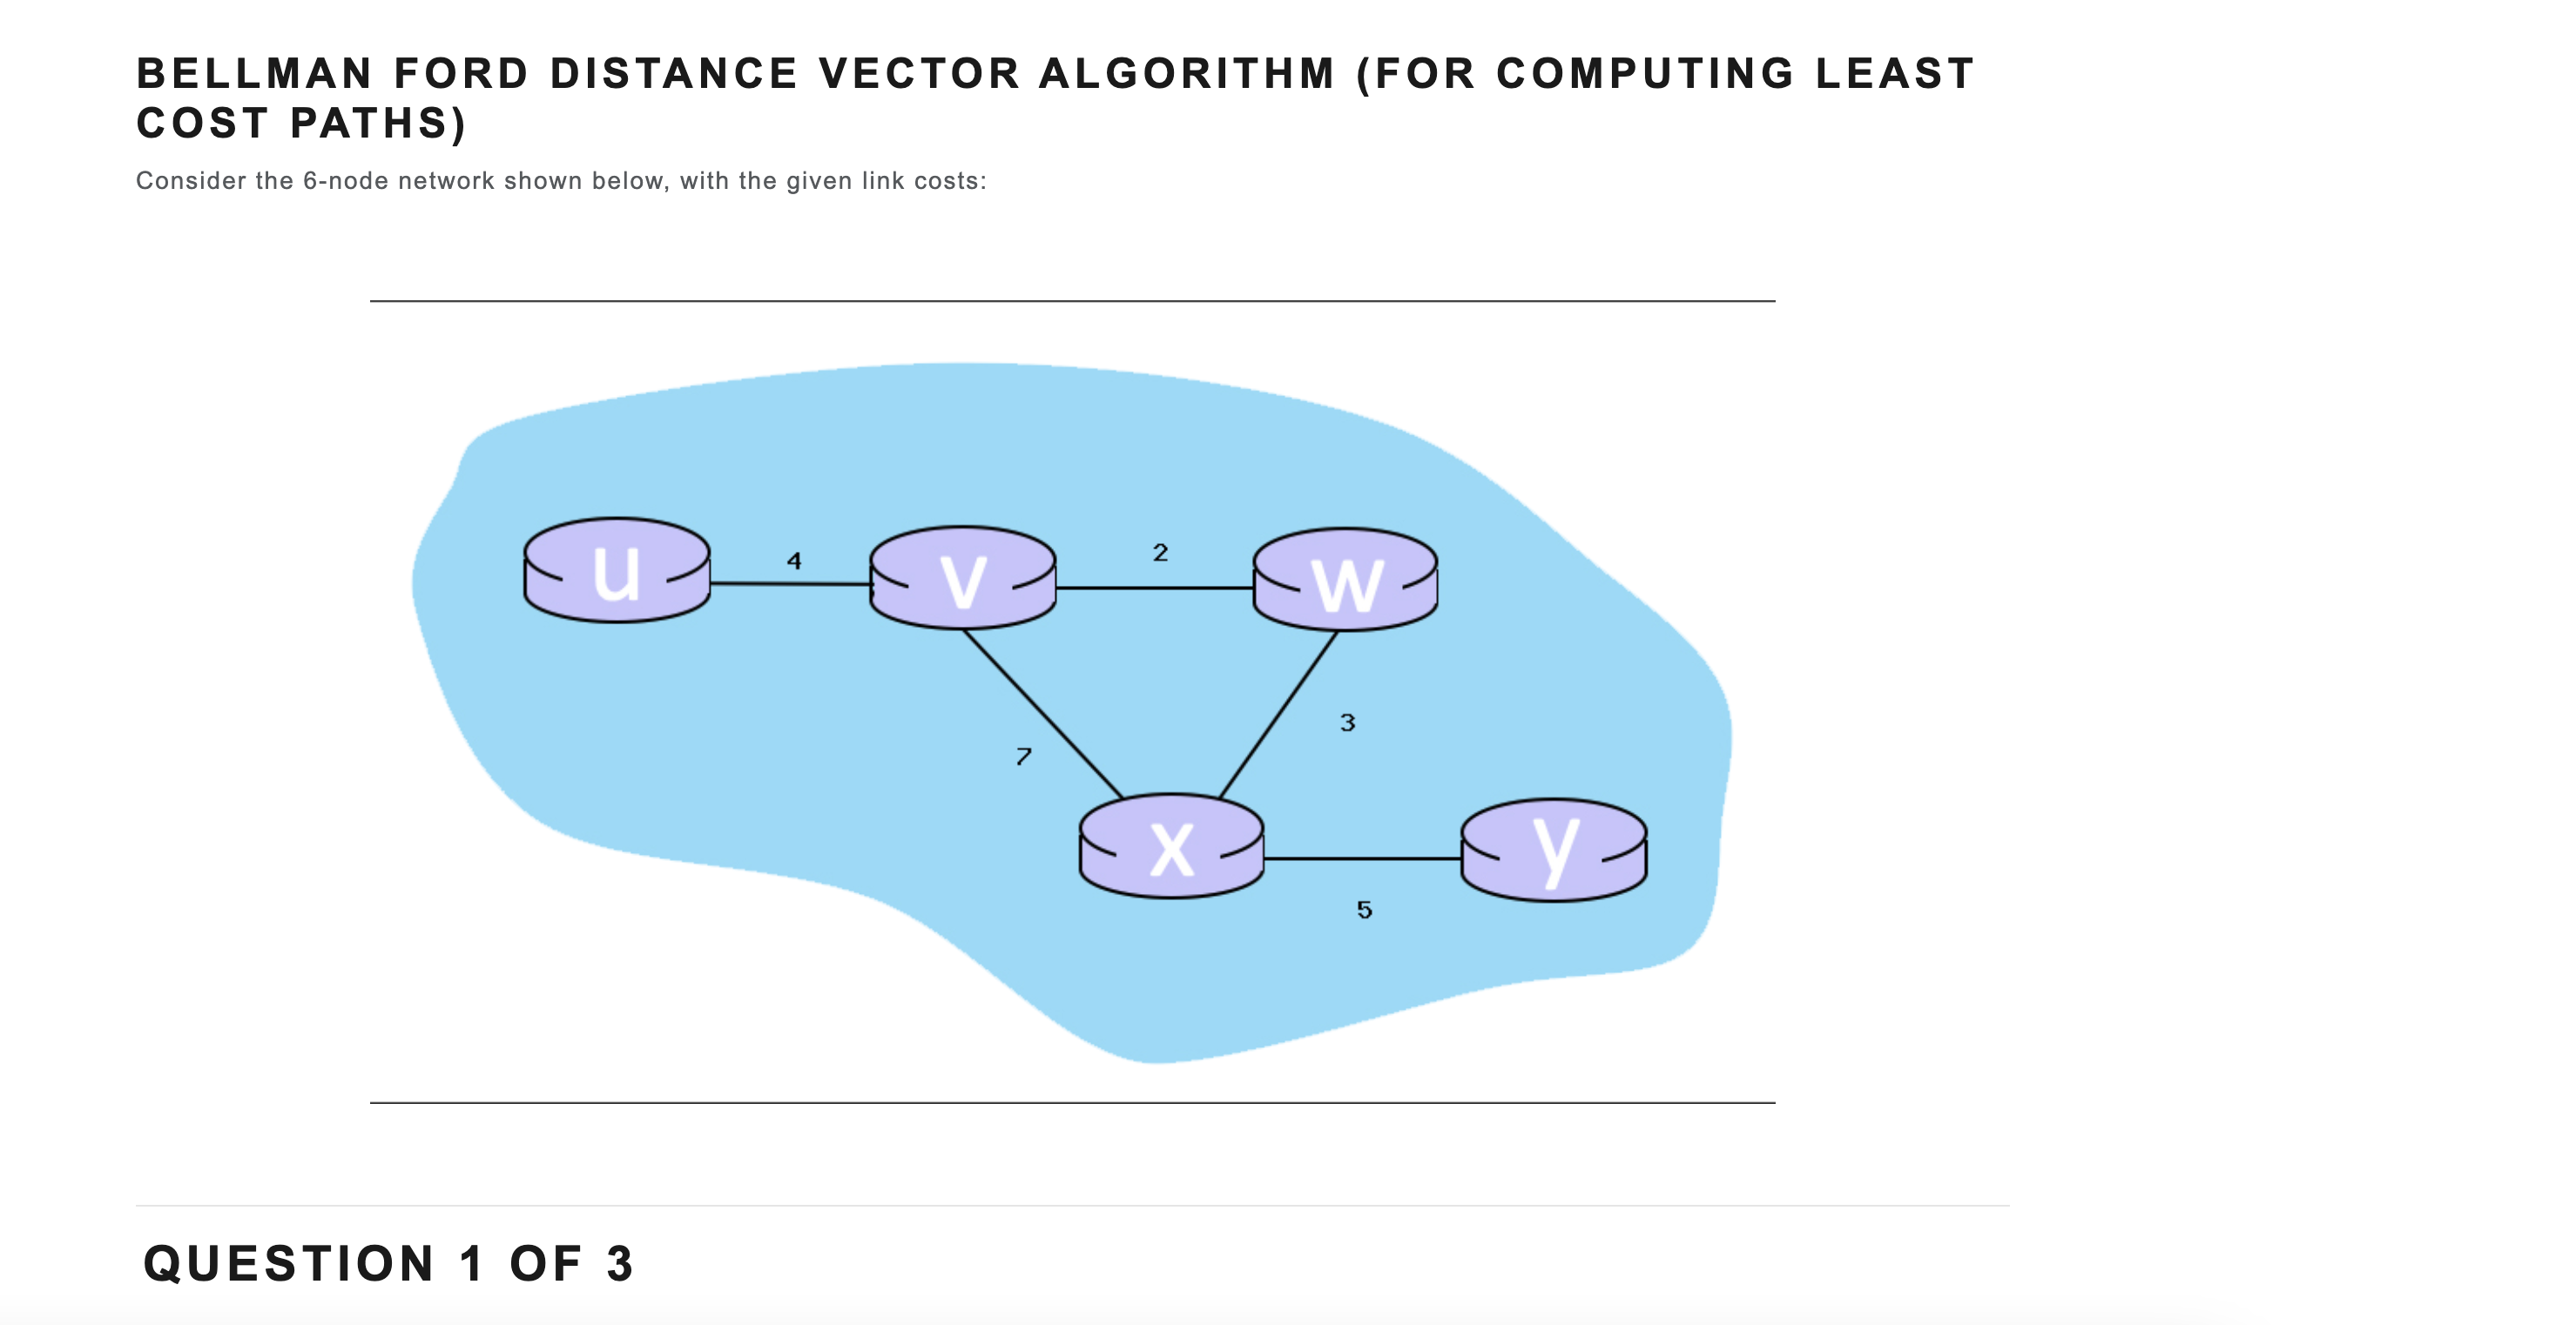 BELLMAN FORD DISTANCE VECTOR ALGORITHM (FOR COMPUTING LEAST
COST PATHS)
Consider the 6-node network shown below, with the given link costs:
u
4
v
2
w
7
3
x
y
5
QUESTION 1 OF 3